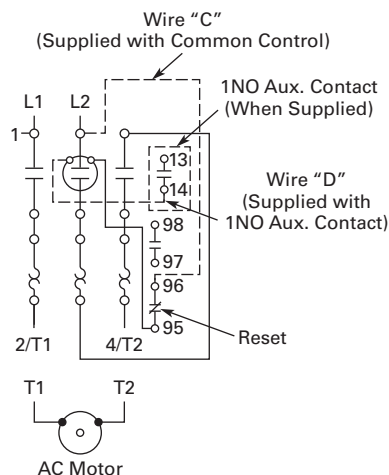 Wire “C”
(Supplied with Common Control)
L1
L2
1NO Aux. Contact
(When Supplied)
1
13
14
Wire “D”
(Supplied with
1NO Aux. Contact)
98
97
96
95
Reset
2/T1
4/T2
T1
T2
AC Motor